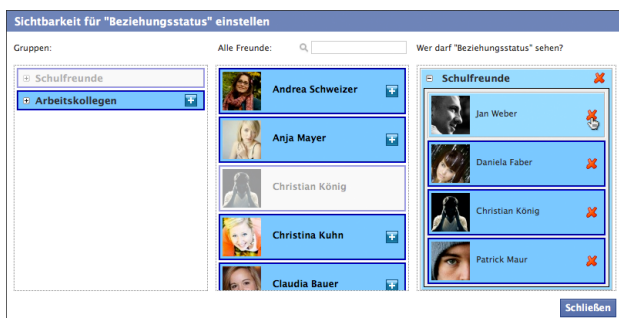 Sichtbarkeit für "Beziehungsstatus" einstellen
Gruppen:
Schulfreunde
Arbeitskollegen
Alle Freunde:
Andrea Schweizer
Anja Mayer
Christian König
Christina Kuhn
Claudia Bauer
Wer darf "Beziehungsstatus" sehen?
Schulfreunde
Jan Weber
Daniela Faber
Christian König
Patrick Maur
Schließen